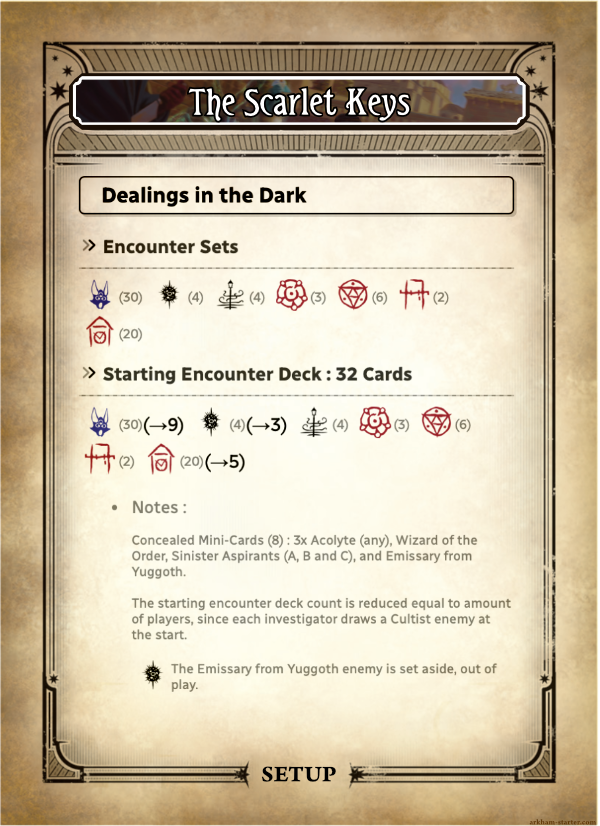 The Scarlet Keys
Dealings in the Dark
» Encounter Sets
(30) (4) (4) (3) (6) (2)
(20)
» Starting Encounter Deck : 32 Cards
(30)(→9) (4)(→3) (4) (3) (6)
(2) (20)(→5)
• Notes :
Concealed Mini-Cards (8) : 3x Acolyte (any), Wizard of the
Order, Sinister Aspirants (A, B and C), and Emissary from
Yuggoth.
The starting encounter deck count is reduced equal to amount
of players, since each investigator draws a Cultist enemy at
the start.
The Emissary from Yuggoth enemy is set aside, out of
play.
SETUP
arkham-starter.com